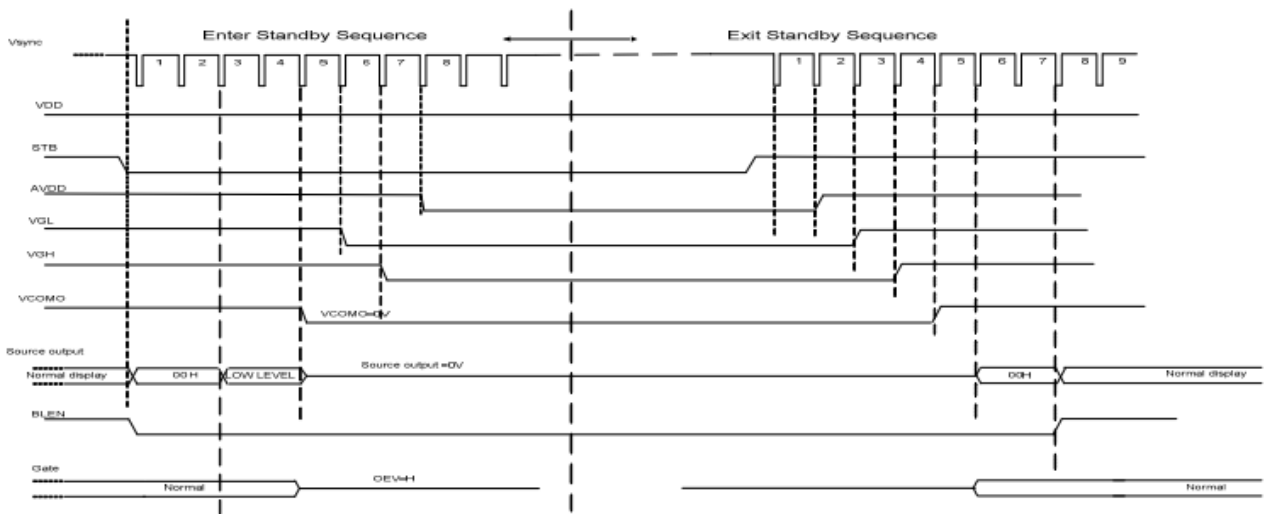 Enter Standby Sequence
Exit Standby Sequence
Vsync
1 2 3 4 5 6 7 8
1 2 3 4 5 6 7 8 9
VDD
STB
AVDD
VGL
VGH
VCOMO
VCOMO=0V
Source output
Normal display
00H
LOW LEVEL
Source output =0V
00H
Normal display
BLEN
Gate
Normal
OEV=H
Normal